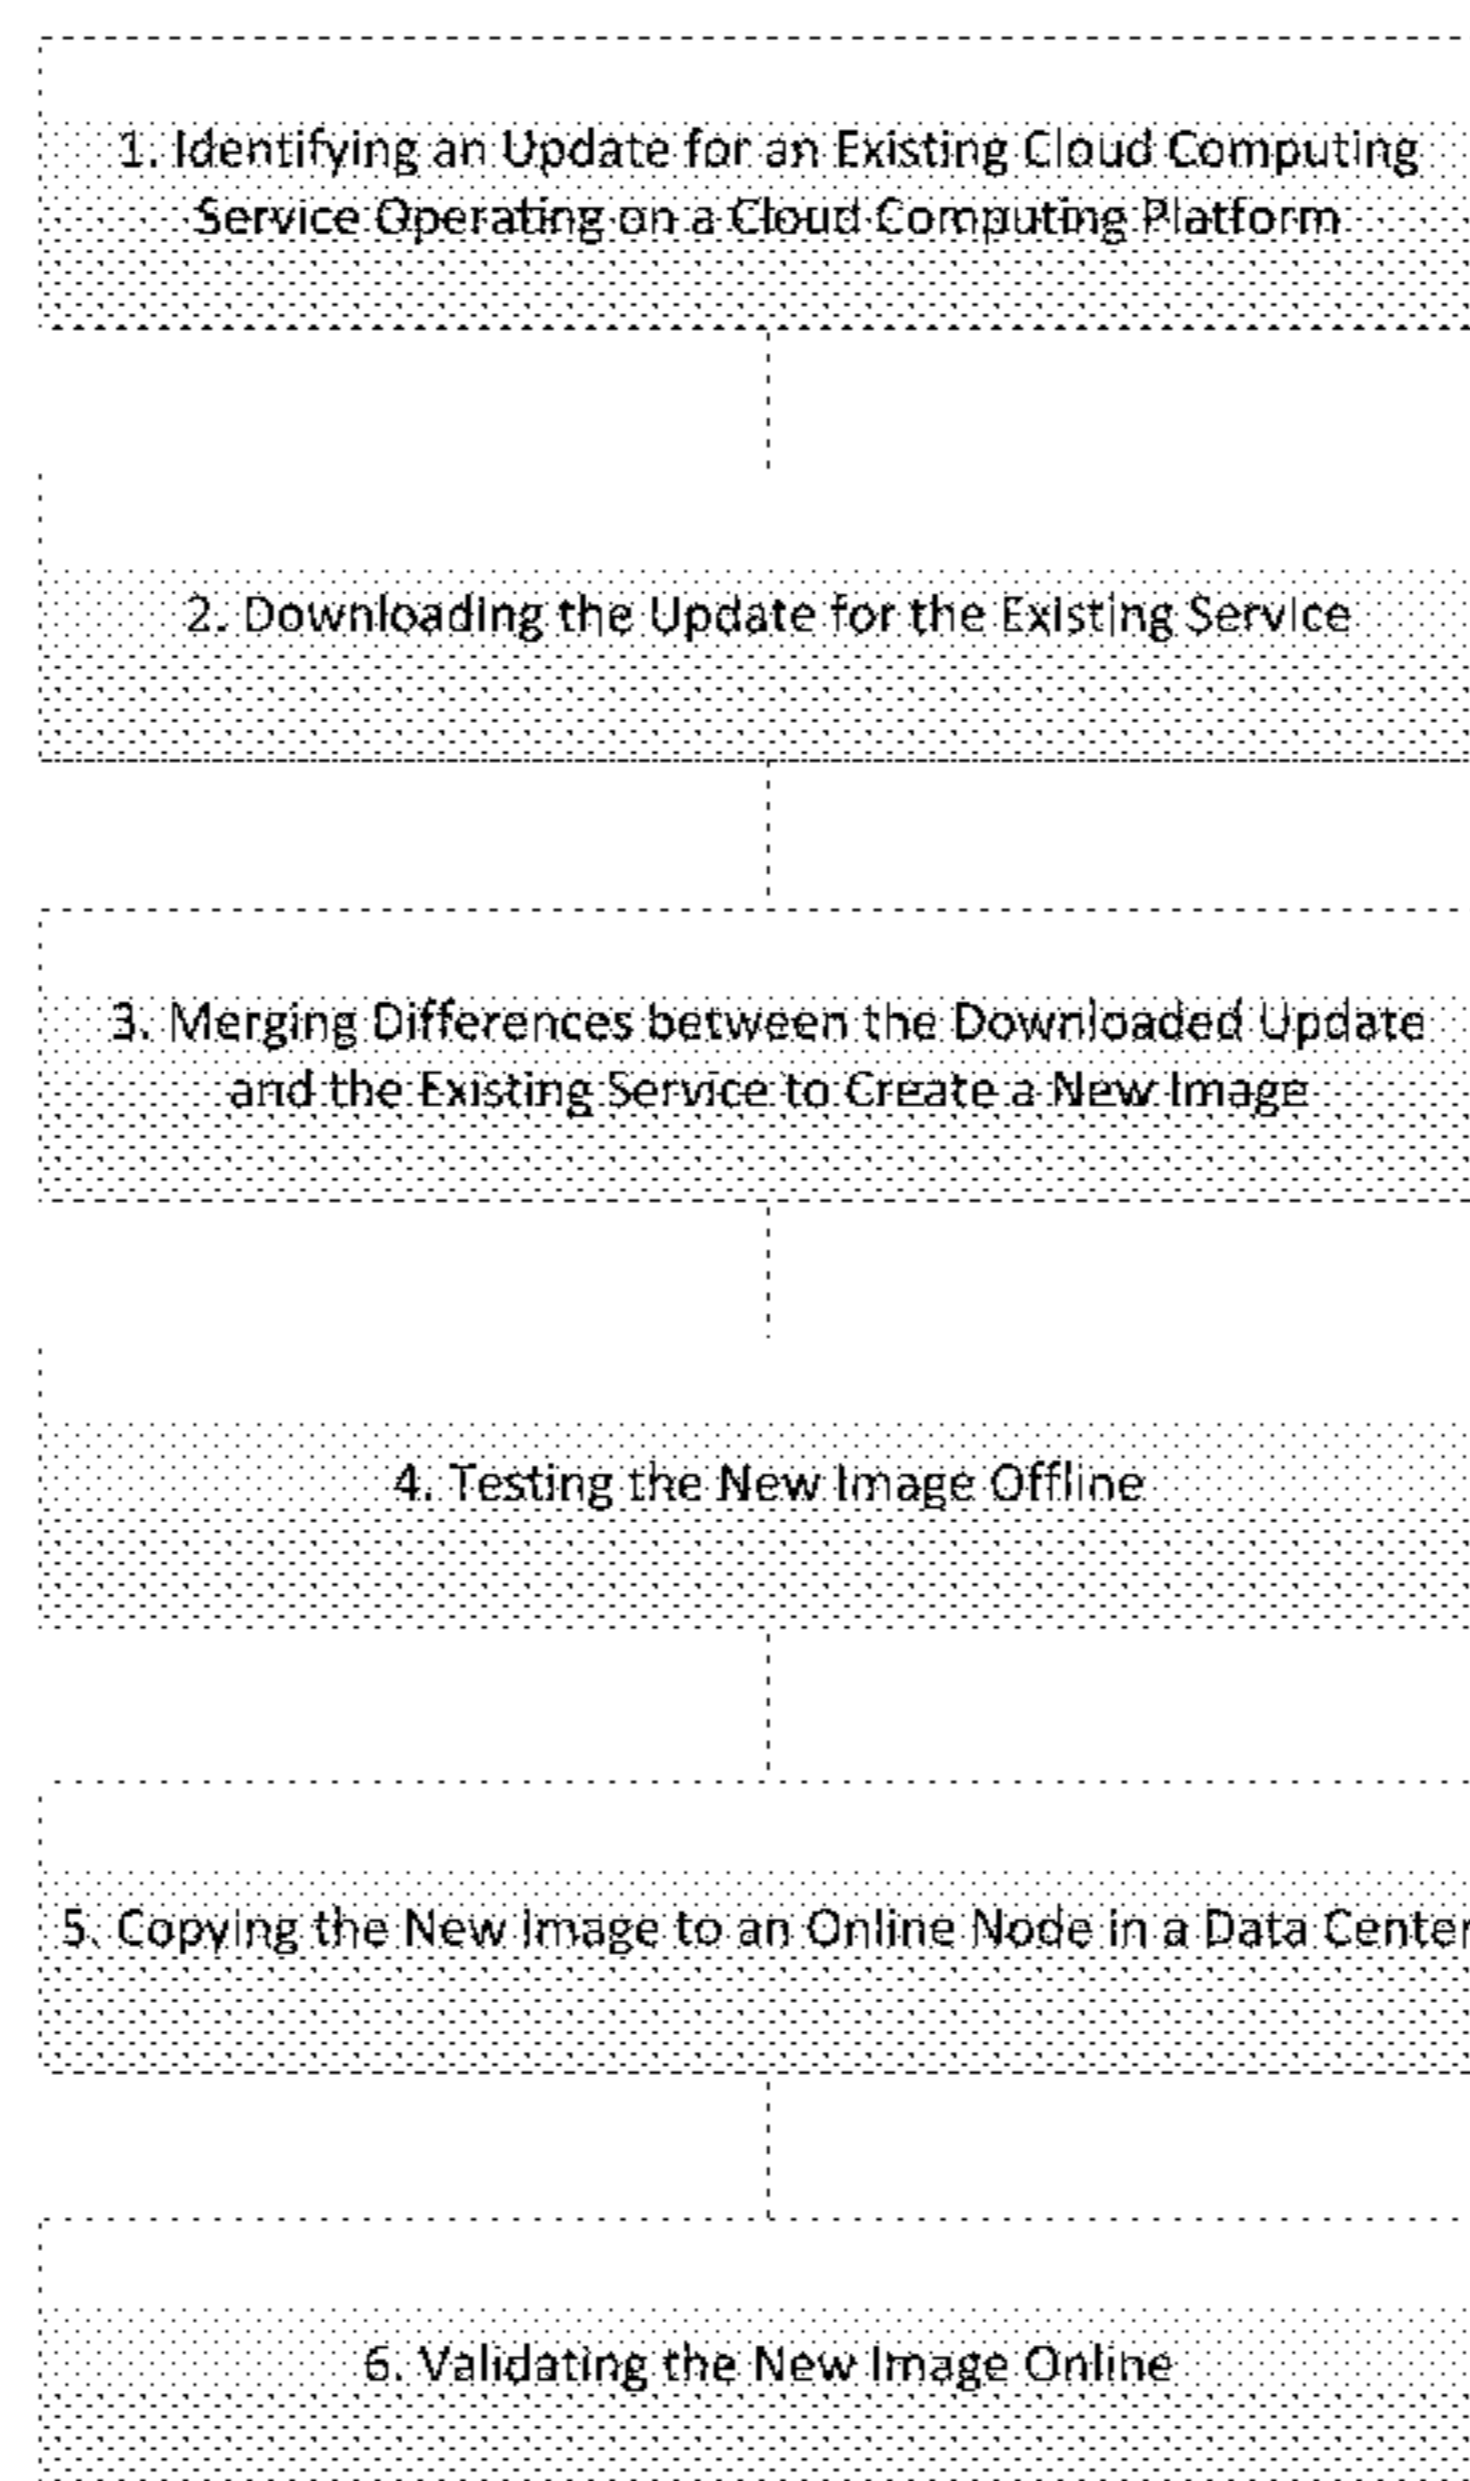 1. Identifying an Update for an Existing Cloud Computing
Service Operating on a Cloud Computing Platform
2. Downloading the Update for the Existing Service
3. Merging Differences between the Downloaded Update
and the Existing Service to Create a New Image
4. Testing the New Image Offline
5. Copying the New Image to an Online Node in a Data Center
6. Validating the New Image Online